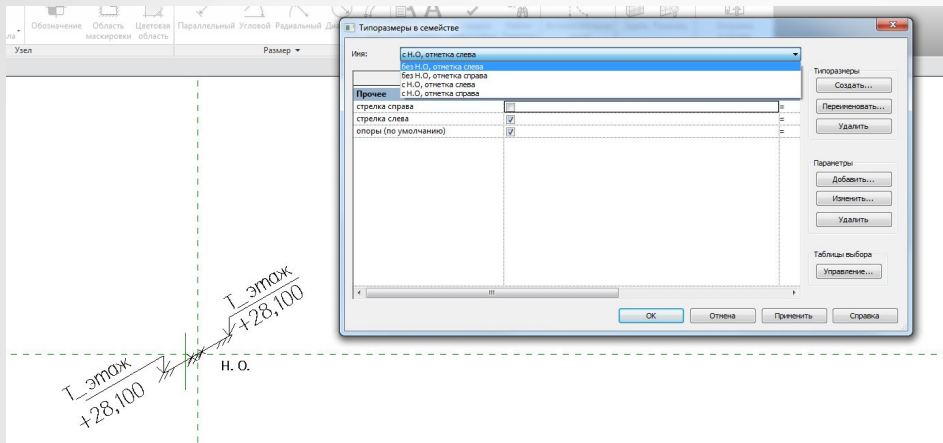 Обозначение Область маскировки Цветовая область Параллельный Угловой Радиальный
Узел Размер
Типоразмеры в семействе
Имя: с Н.О, отметка слева
без Н.О, отметка слева
без Н.О, отметка справа
с Н.О, отметка слева
с Н.О, отметка справа
Прочее
стрелка справа =
стрелка слева =
опоры (по умолчанию) =
Типоразмеры
Создать...
Переименовать...
Удалить
Параметры
Добавить...
Изменить...
Удалить
Таблицы выбора
Управление...
ОК Отмена Применить Справка
Т_этаж
+28,100
Н. О.
Т_этаж
+28,100